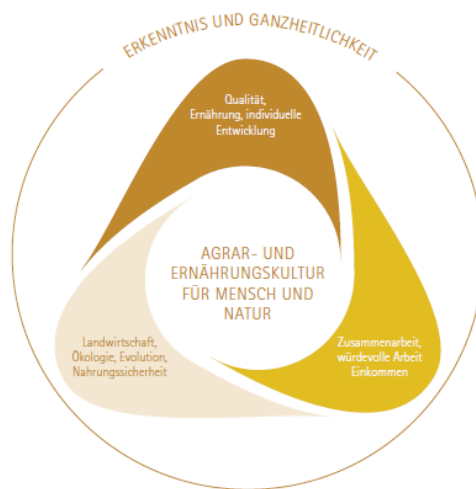 ERKENNTNIS UND GANZHEITLICHKEIT
Qualität,
Ernährung, individuelle
Entwicklung
AGRAR- UND
ERNÄHRUNGSKULTUR
FÜR MENSCH UND
NATUR
Landwirtschaft,
Ökologie, Evolution,
Nahrungssicherheit
Zusammenarbeit,
würdevolle Arbeit
Einkommen